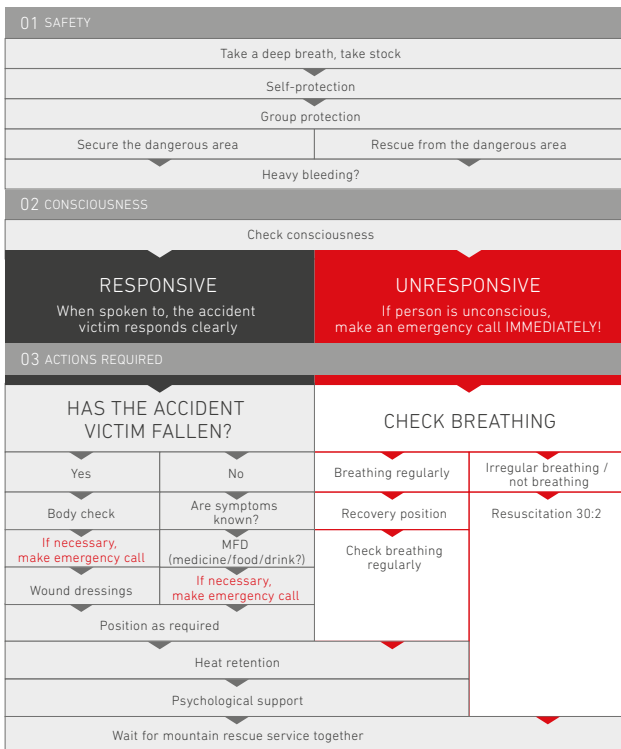 01 SAFETY
Take a deep breath, take stock
Self-protection
Group protection
Secure the dangerous area
Rescue from the dangerous area
Heavy bleeding?
02 CONSCIOUSNESS
Check consciousness
RESPONSIVE
When spoken to, the accident
victim responds clearly
UNRESPONSIVE
If person is unconscious,
make an emergency call IMMEDIATELY!
03 ACTIONS REQUIRED
HAS THE ACCIDENT
VICTIM FALLEN?
CHECK BREATHING
Yes
No
Breathing regularly
Irregular breathing /
not breathing
Body check
Are symptoms
known?
Recovery position
Resuscitation 30:2
If necessary,
make emergency call
MFD
(medicine/food/drink?)
Check breathing
regularly
Wound dressings
If necessary,
make emergency call
Position as required
Heat retention
Psychological support
Wait for mountain rescue service together